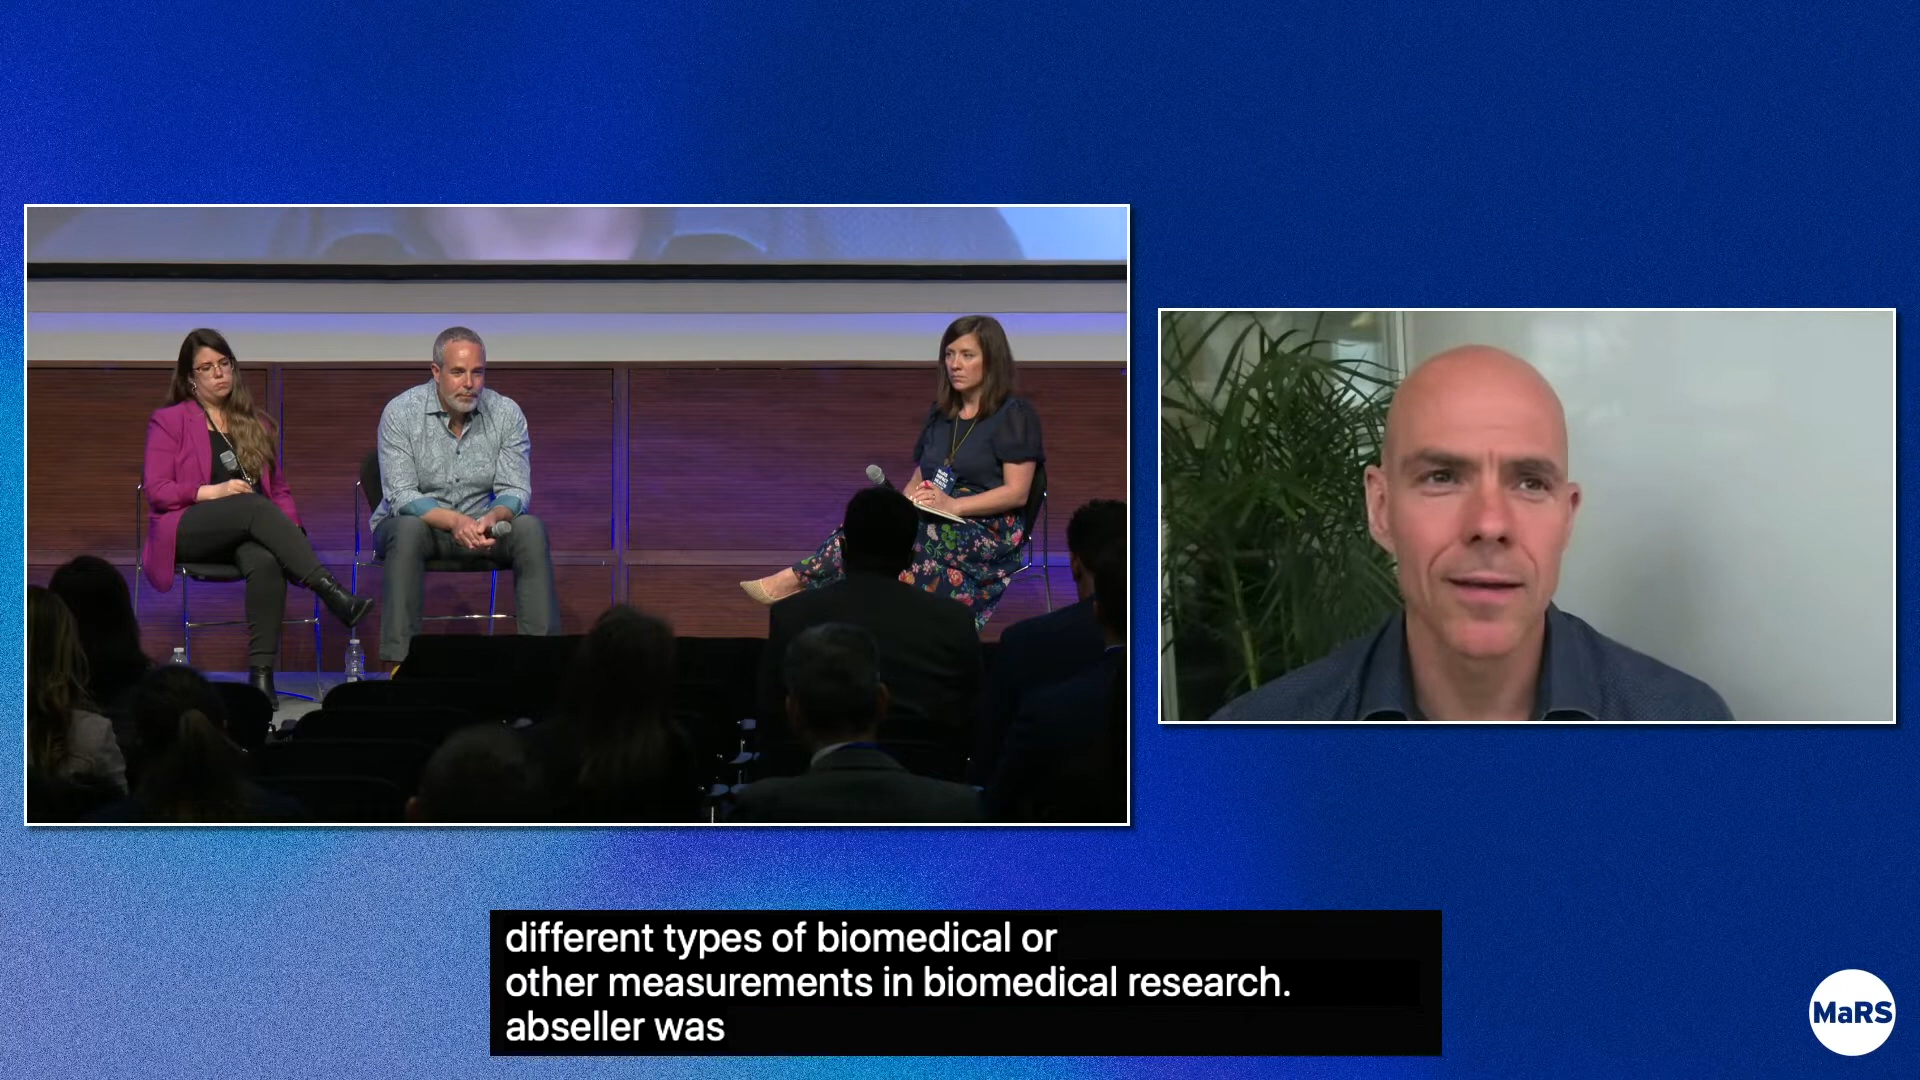 different types of biomedical or
other measurements in biomedical research.
abseller was
MaRS